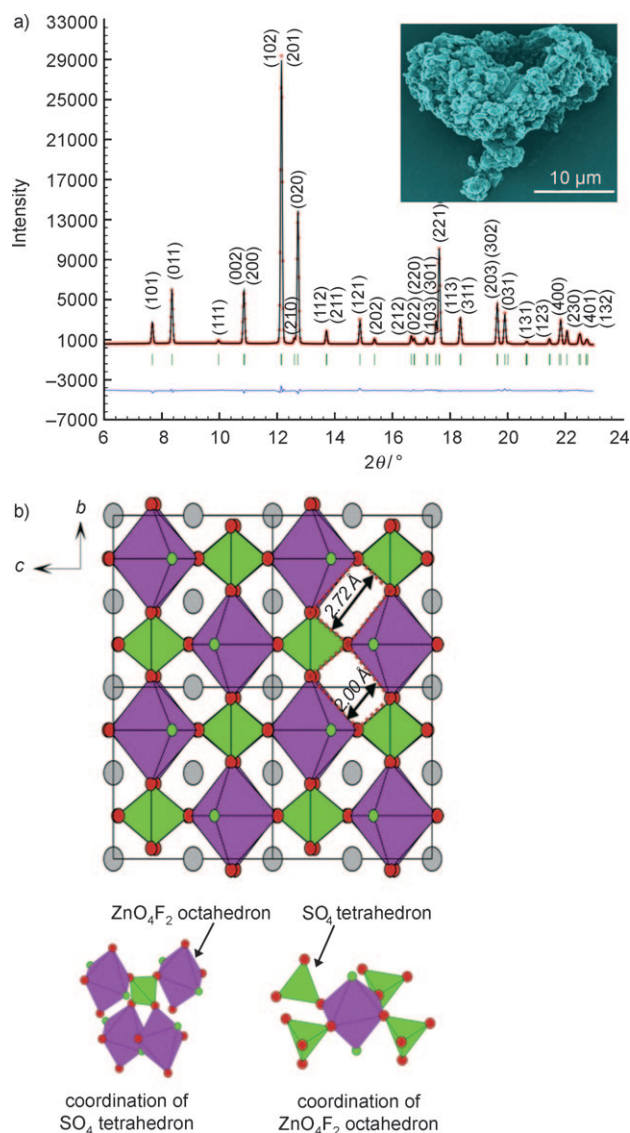 a)
33000
29000
25000
21000
17000
13000
9000
5000
1000
−3000
−7000
Intensity
(101)
(011)
(111)
(002)
(200)
(102)
(201)
(210)
(020)
(112)
(211)
(121)
(202)
(212)
(022)
(220)
(103)
(301)
(221)
(113)
(311)
(203)
(302)
(031)
(131)
(123)
(400)
(230)
(401)
(132)
10 µm
6 8 10 12 14 16 18 20 22 24
2θ/°
b)
b
c
2.72 Å
2.00 Å
ZnO₄F₂ octahedron
SO₄ tetrahedron
coordination of
SO₄ tetrahedron
coordination of
ZnO₄F₂ octahedron